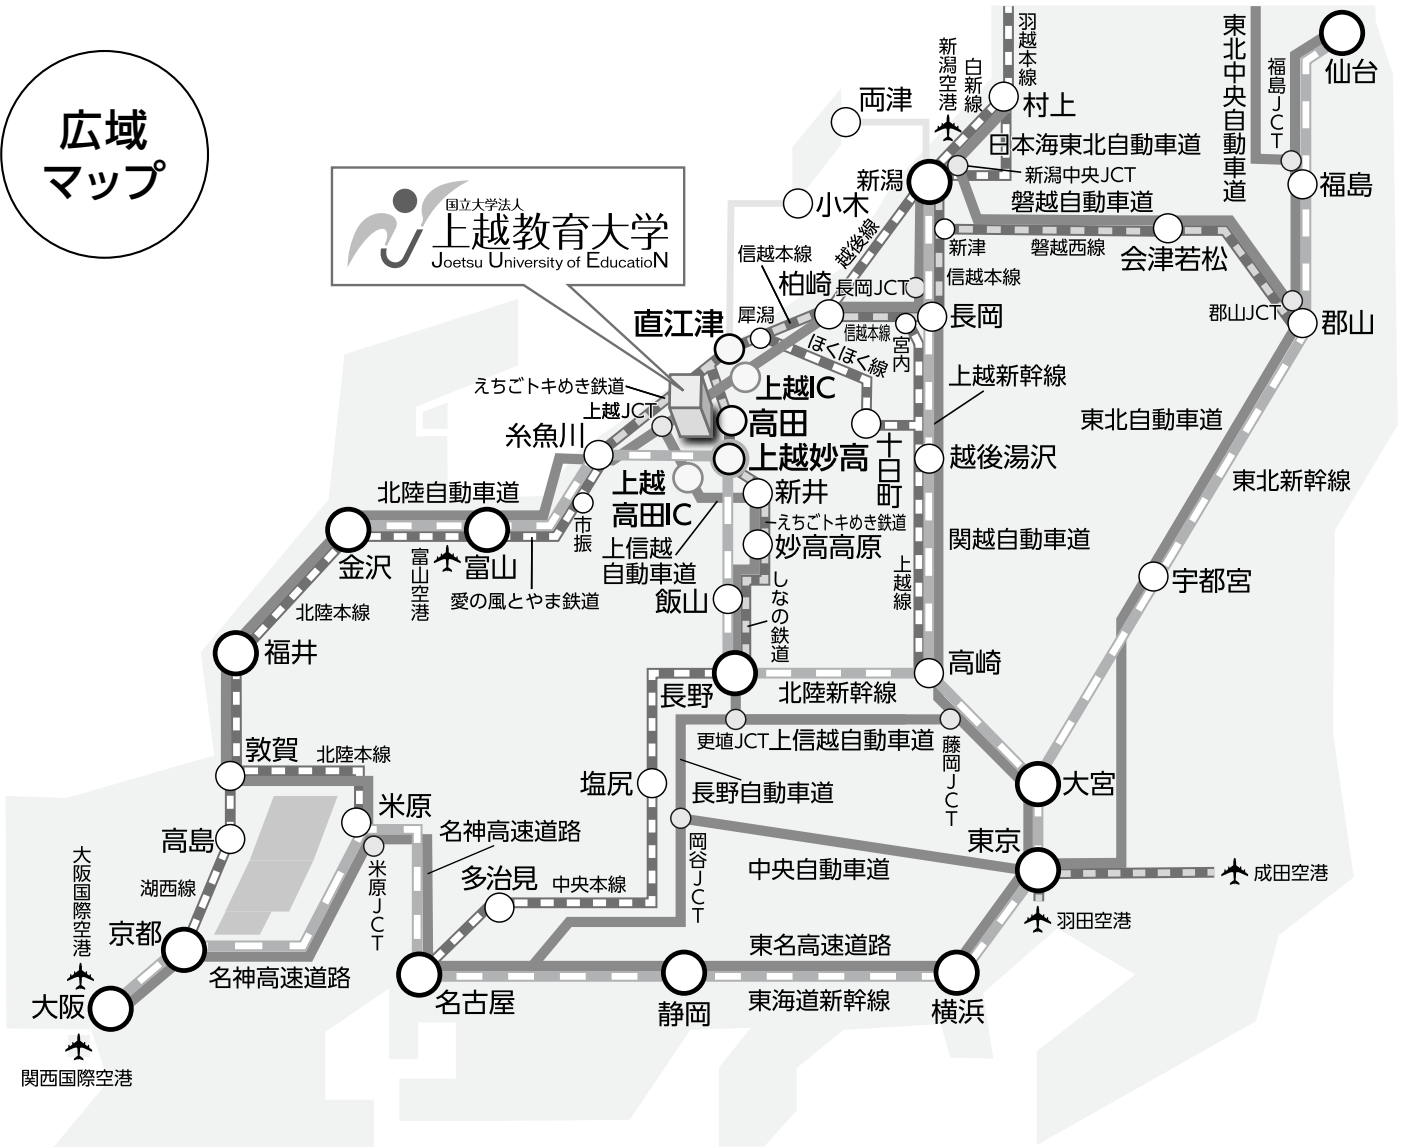 広域
マップ
国立大学法人
上越教育大学
Joetsu University of EducatioN
羽越本線
新潟空港
白新線
村上
東北中央自動車道
福島JCT
仙台
両津
日本海東北自動車道
新潟
新潟中央JCT
福島
小木
磐越自動車道
越後線
信越本線
新津
磐越西線
会津若松
柏崎
長岡JCT
信越本線
直江津
犀潟
信越本線
宮内
長岡
郡山JCT
郡山
ほくほく線
えちごトキめき鉄道
上越IC
上越新幹線
上越JCT
高田
東北自動車道
糸魚川
十日町
上越妙高
越後湯沢
上越
高田IC
新井
東北新幹線
北陸自動車道
市振
えちごトキめき鉄道
上信越
自動車道
妙高高原
関越自動車道
金沢
富山空港
富山
上越線
宇都宮
愛の風とやま鉄道
飯山
しなの鉄道
北陸本線
福井
長野
北陸新幹線
高崎
更埴JCT
上信越自動車道
藤岡JCT
敦賀
北陸本線
塩尻
長野自動車道
大宮
米原
高島
名神高速道路
岡谷JCT
東京
大阪国際空港
米原JCT
湖西線
多治見
中央本線
中央自動車道
成田空港
京都
羽田空港
名神高速道路
東名高速道路
大阪
名古屋
静岡
東海道新幹線
横浜
関西国際空港